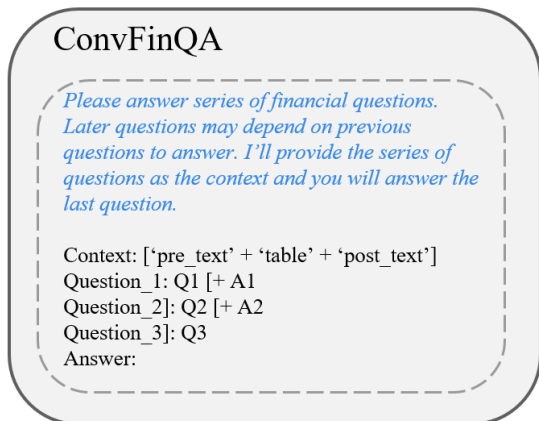 ConvFinQA
Please answer series of financial questions.
Later questions may depend on previous
questions to answer. I'll provide the series of
questions as the context and you will answer the
last question.
Context: [‘pre_text’ + ‘table’ + ‘post_text’]
Question_1: Q1 [+ A1
Question_2]: Q2 [+ A2
Question_3]: Q3
Answer: